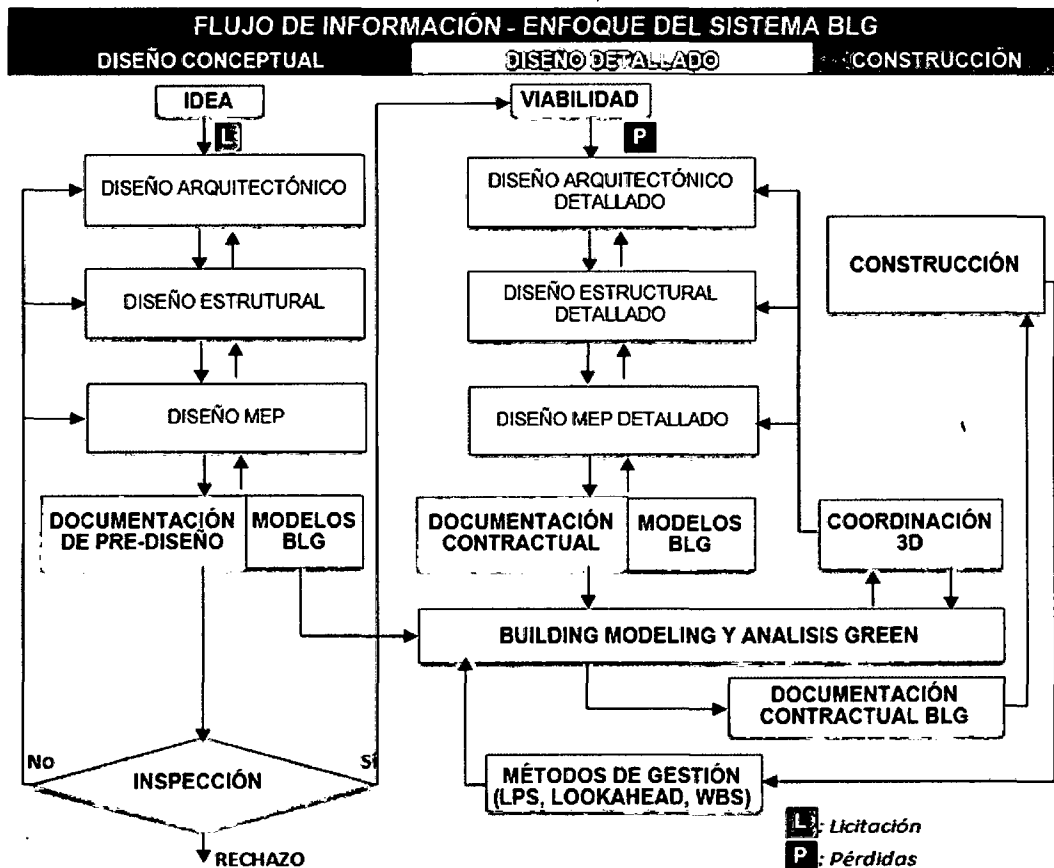 FLUJO DE INFORMACIÓN - ENFOQUE DEL SISTEMA BLG
DISEÑO CONCEPTUAL
DISEÑO DETALLADO
CONSTRUCCIÓN
IDEA
L
DISEÑO ARQUITECTÓNICO
DISEÑO ESTRUTURAL
DISEÑO MEP
DOCUMENTACIÓN
DE PRE-DISEÑO
MODELOS
BLG
No
INSPECCIÓN
Sí
RECHAZO
VIABILIDAD
P
DISEÑO ARQUITECTÓNICO
DETALLADO
DISEÑO ESTRUCTURAL
DETALLADO
DISEÑO MEP DETALLADO
DOCUMENTACIÓN
CONTRACTUAL
MODELOS
BLG
CONSTRUCCIÓN
COORDINACIÓN
3D
BUILDING MODELING Y ANALISIS GREEN
DOCUMENTACIÓN
CONTRACTUAL BLG
MÉTODOS DE GESTIÓN
(LPS, LOOKAHEAD, WBS)
L: Licitación
P: Pérdidas